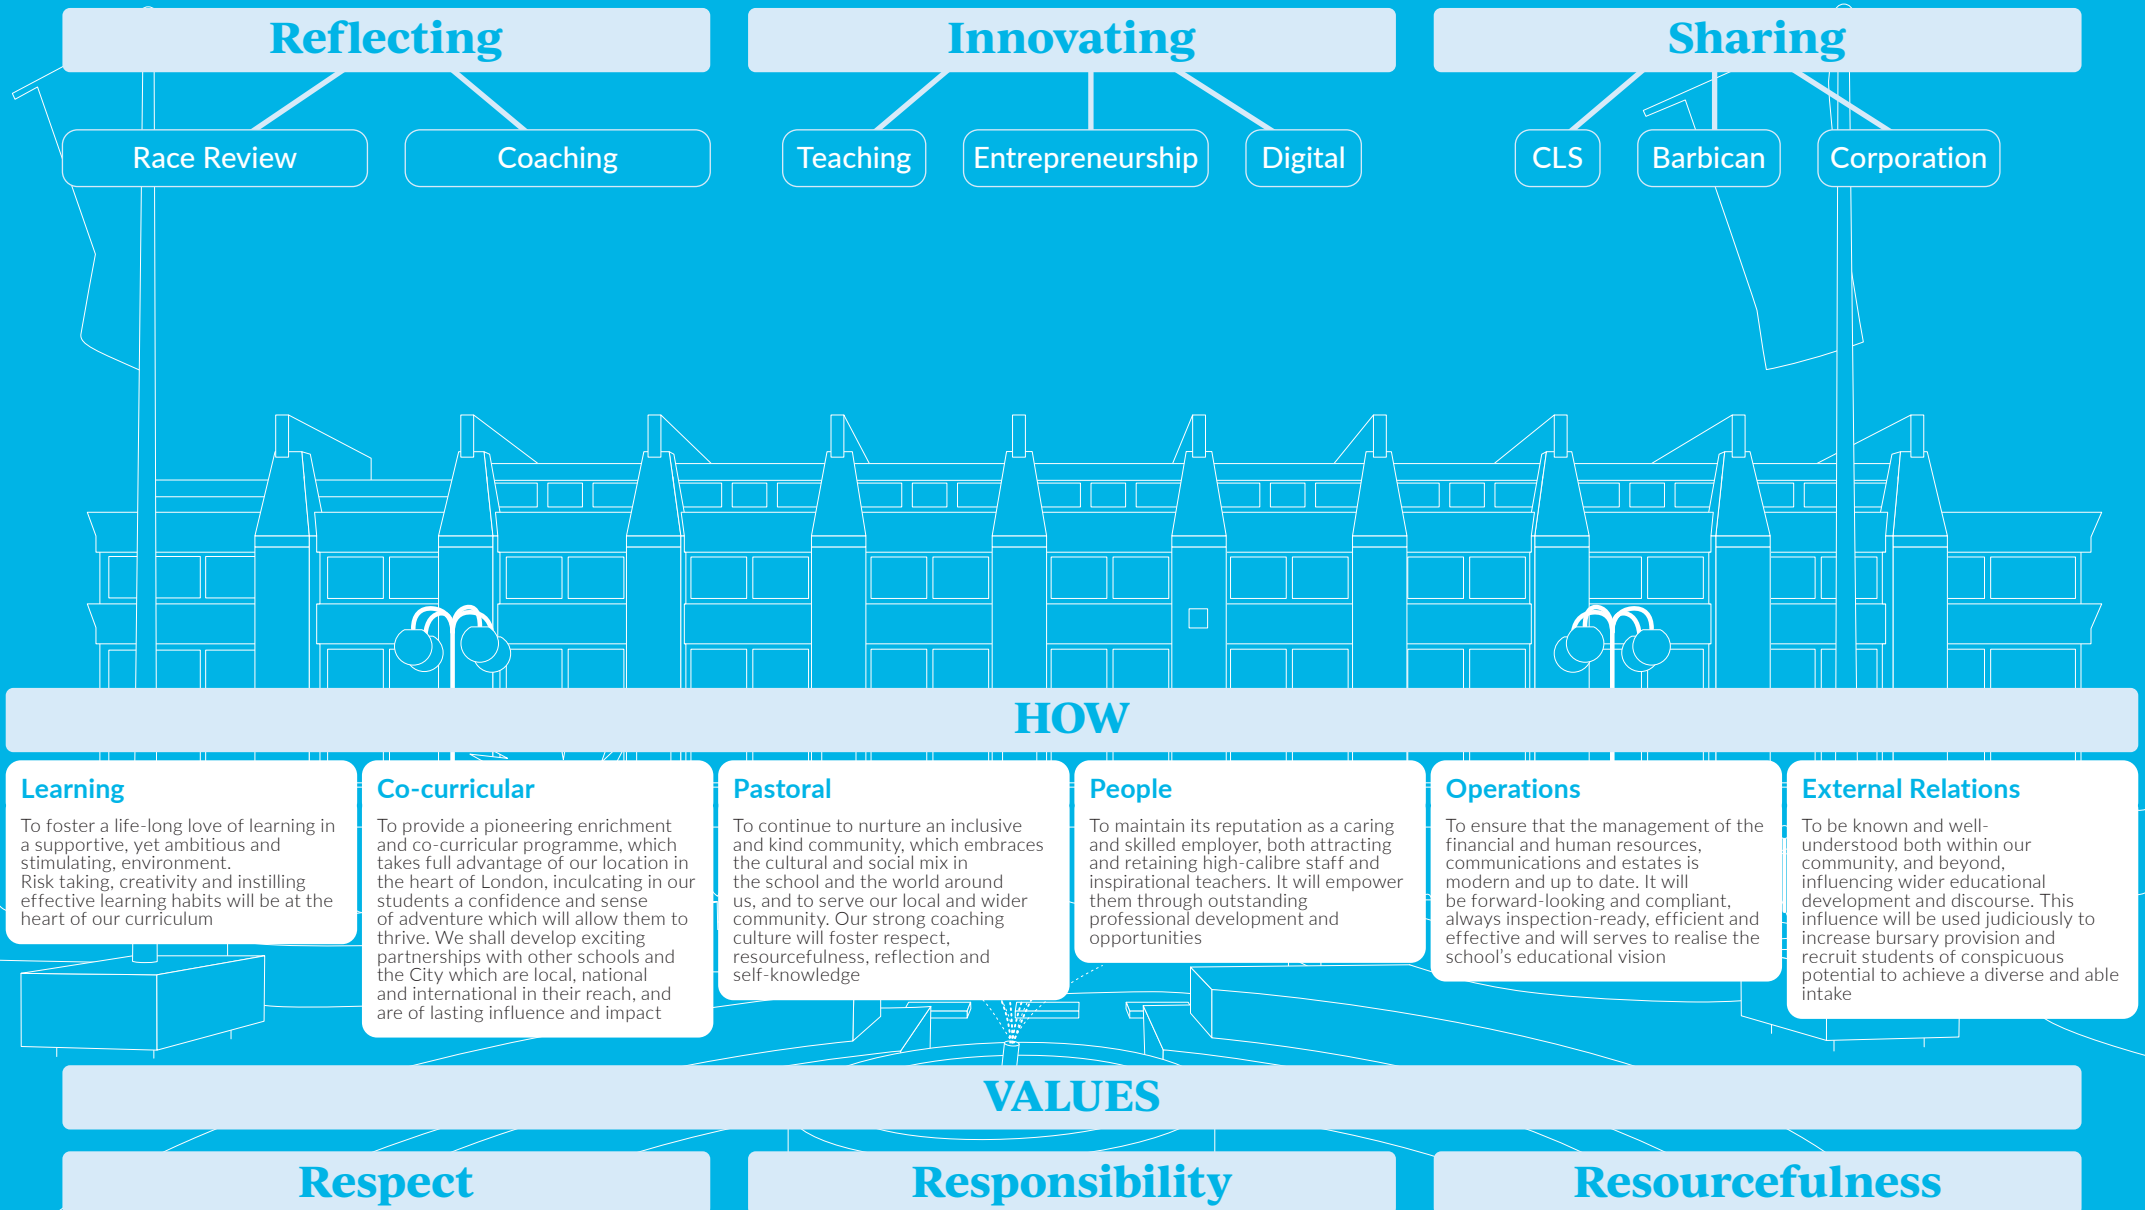 Reflecting
Innovating
Sharing
Race Review
Coaching
Teaching
Entrepreneurship
Digital
CLS
Barbican
Corporation
HOW
Learning
To foster a life-long love of learning in
a supportive, yet ambitious and
stimulating, environment.
Risk taking, creativity and instilling
effective learning habits will be at the
heart of our curriculum
Co-curricular
To provide a pioneering enrichment
and co-curricular programme, which
takes full advantage of our location in
the heart of London, inculcating in our
students a confidence and sense
of adventure which will allow them to
thrive. We shall develop exciting
partnerships with other schools and
the City which are local, national
and international in their reach, and
are of lasting influence and impact
Pastoral
To continue to nurture an inclusive
and kind community, which embraces
the cultural and social mix in
the school and the world around
us, and to serve our local and wider
community. Our strong coaching
culture will foster respect,
resourcefulness, reflection and
self-knowledge
People
To maintain its reputation as a caring
and skilled employer, both attracting
and retaining high-calibre staff and
inspirational teachers. It will empower
them through outstanding
professional development and
opportunities
Operations
To ensure that the management of the
financial and human resources,
communications and estates is
modern and up to date. It will
be forward-looking and compliant,
always inspection-ready, efficient and
effective and will serves to realise the
school's educational vision
External Relations
To be known and well-
understood both within our
community, and beyond,
influencing wider educational
development and discourse. This
influence will be used judiciously to
increase bursary provision and
recruit students of conspicuous
potential to achieve a diverse and able
intake
VALUES
Respect
Responsibility
Resourcefulness